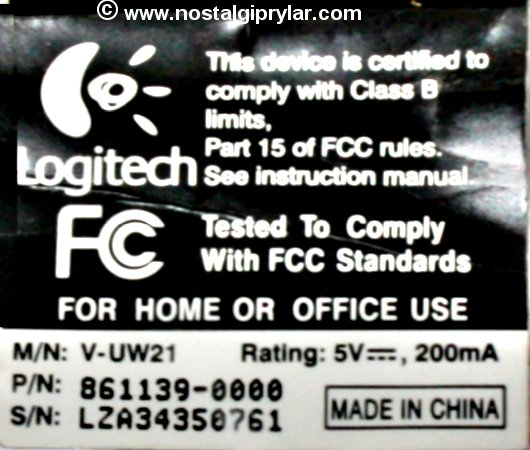 © www.nostalgiprylar.com
This device is certified to
comply with Class B
limits,
Part 15 of FCC rules.
See instruction manual.
Logitech
FC Tested To Comply
With FCC Standards
FOR HOME OR OFFICE USE
M/N: V-UW21 Rating: 5V⎓, 200mA
P/N: 861139-0000
S/N: LZA34350761
MADE IN CHINA